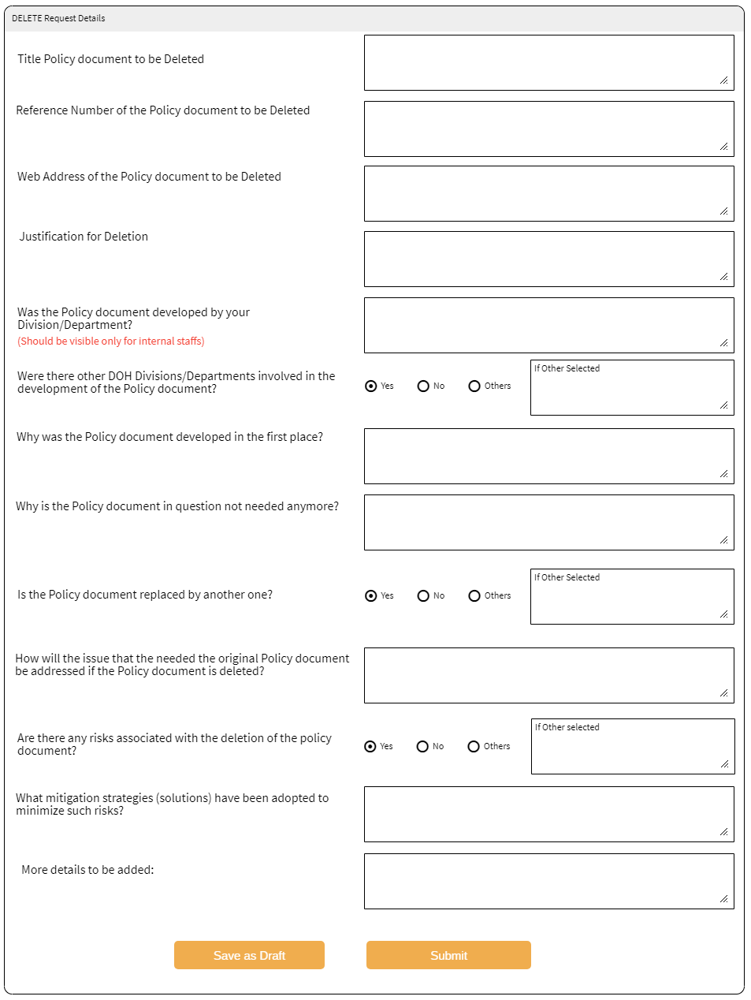 DELETE Request Details
Title Policy document to be Deleted
Reference Number of the Policy document to be Deleted
Web Address of the Policy document to be Deleted
Justification for Deletion
Was the Policy document developed by your
Division/Department?
(Should be visible only for internal staffs)
Were there other DOH Divisions/Departments involved in the
development of the Policy document?
Yes No Others
If Other Selected
Why was the Policy document developed in the first place?
Why is the Policy document in question not needed anymore?
Is the Policy document replaced by another one?
Yes No Others
If Other Selected
How will the issue that the needed the original Policy document
be addressed if the Policy document is deleted?
Are there any risks associated with the deletion of the policy
document?
Yes No Others
If Other selected
What mitigation strategies (solutions) have been adopted to
minimize such risks?
More details to be added:
Save as Draft Submit